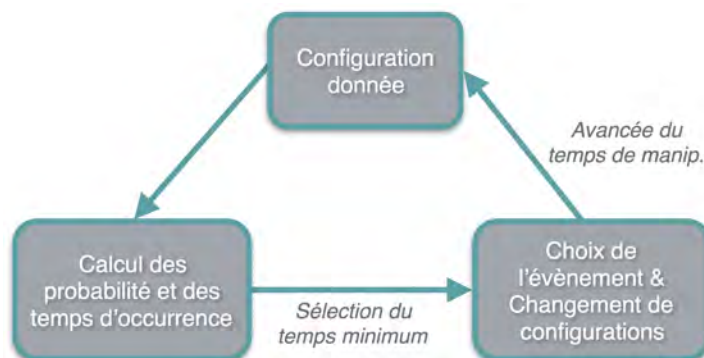 Configuration
donnée
Avancée du
temps de manip.
Calcul des
probabilité et des
temps d'occurrence
Sélection du
temps minimum
Choix de
l'évènement &
Changement de
configurations